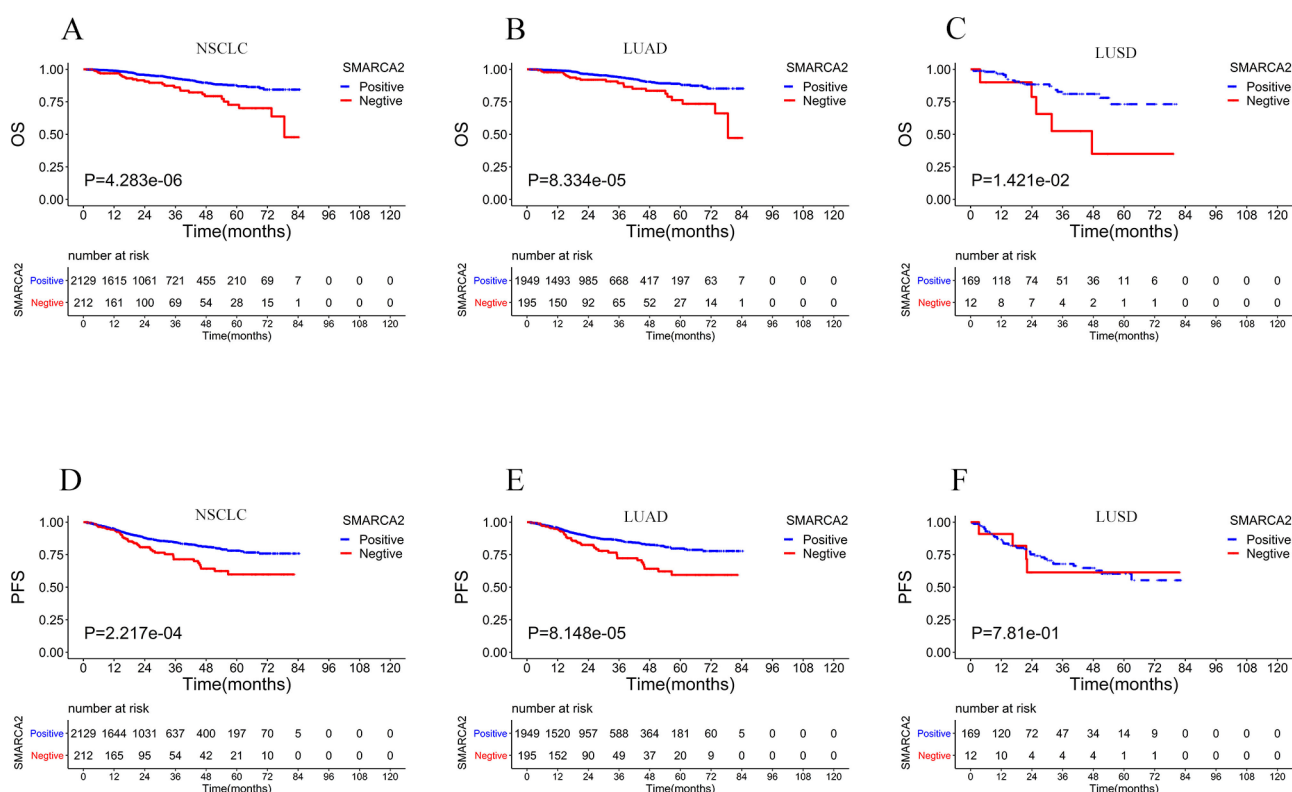 A
NSCLC
SMARCA2
Positive
Negtive
OS
1.00
0.75
0.50
0.25
0.00
P=4.283e-06
0 12 24 36 48 60 72 84 96 108 120
Time(months)
number at risk
SMARCA2
Positive 2129 1615 1061 721 455 210 69 7 0 0 0
Negtive 212 161 100 69 54 28 15 1 0 0 0
0 12 24 36 48 60 72 84 96 108 120
Time(months)
B
LUAD
SMARCA2
Positive
Negtive
OS
1.00
0.75
0.50
0.25
0.00
P=8.334e-05
0 12 24 36 48 60 72 84 96 108 120
Time(months)
number at risk
SMARCA2
Positive 1949 1493 985 668 417 197 63 7 0 0 0
Negtive 195 150 92 65 52 27 14 1 0 0 0
0 12 24 36 48 60 72 84 96 108 120
Time(months)
C
LUSD
SMARCA2
Positive
Negtive
OS
1.00
0.75
0.50
0.25
0.00
P=1.421e-02
0 12 24 36 48 60 72 84 96 108 120
Time(months)
number at risk
SMARCA2
Positive 169 118 74 51 36 11 6 0 0 0 0
Negtive 12 8 7 4 2 1 1 0 0 0 0
0 12 24 36 48 60 72 84 96 108 120
Time(months)
D
NSCLC
SMARCA2
Positive
Negtive
PFS
1.00
0.75
0.50
0.25
0.00
P=2.217e-04
0 12 24 36 48 60 72 84 96 108 120
Time(months)
number at risk
SMARCA2
Positive 2129 1644 1031 637 400 197 70 5 0 0 0
Negtive 212 165 95 54 42 21 10 0 0 0 0
0 12 24 36 48 60 72 84 96 108 120
Time(months)
E
LUAD
SMARCA2
Positive
Negtive
PFS
1.00
0.75
0.50
0.25
0.00
P=8.148e-05
0 12 24 36 48 60 72 84 96 108 120
Time(months)
number at risk
SMARCA2
Positive 1949 1520 957 588 364 181 60 5 0 0 0
Negtive 195 152 90 49 37 20 9 0 0 0 0
0 12 24 36 48 60 72 84 96 108 120
Time(months)
F
LUSD
SMARCA2
Positive
Negtive
PFS
1.00
0.75
0.50
0.25
0.00
P=7.81e-01
0 12 24 36 48 60 72 84 96 108 120
Time(months)
number at risk
SMARCA2
Positive 169 120 72 47 34 14 9 0 0 0 0
Negtive 12 10 4 4 4 1 1 0 0 0 0
0 12 24 36 48 60 72 84 96 108 120
Time(months)